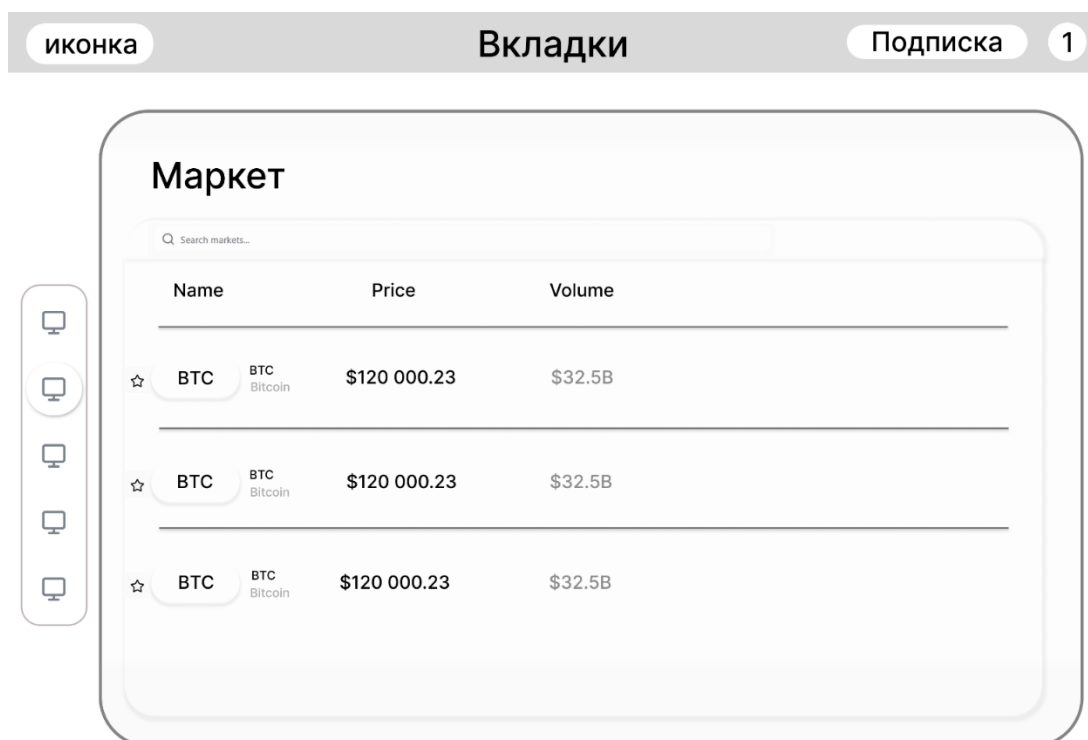 иконка Вкладки Подписка 1
Маркет
Search markets...
Name Price Volume
BTC BTC $120 000.23 $32.5B
Bitcoin
BTC BTC $120 000.23 $32.5B
Bitcoin
BTC BTC $120 000.23 $32.5B
Bitcoin